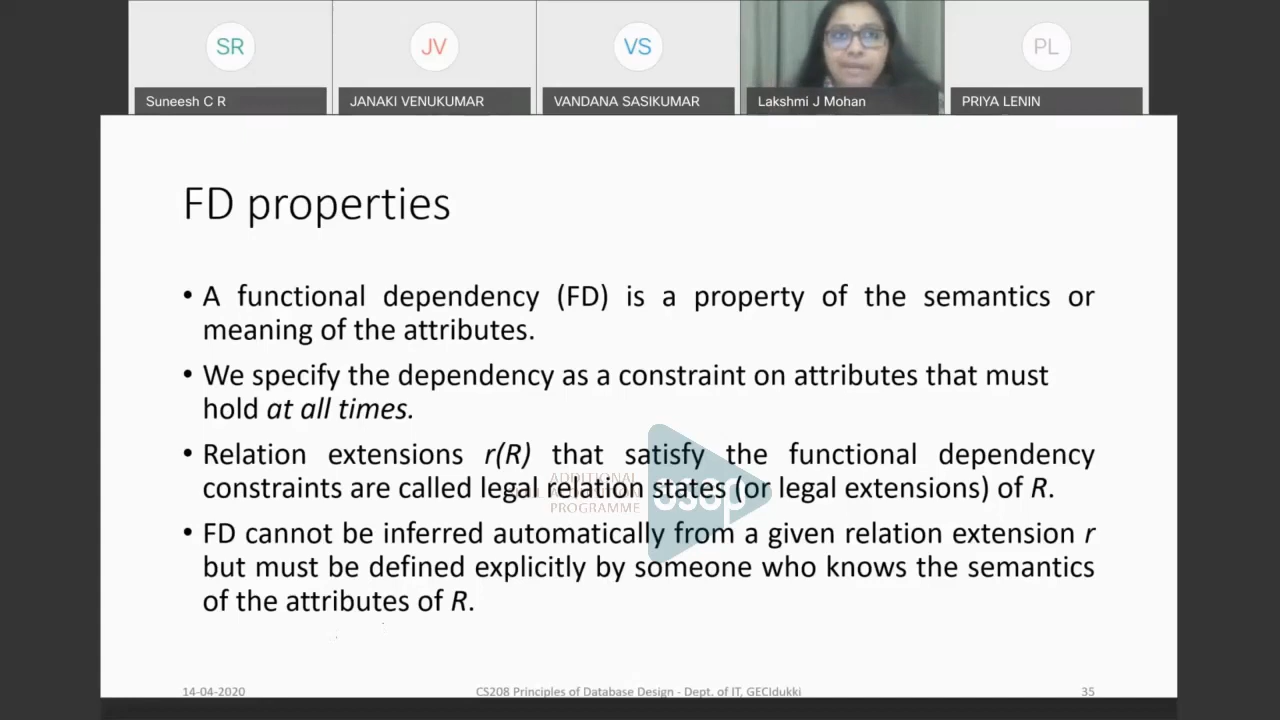 SR
JV
VS
PL
Suneesh C R
JANAKI VENUKUMAR
VANDANA SASIKUMAR
Lakshmi J Mohan
PRIYA LENIN
FD properties
• A functional dependency (FD) is a property of the semantics or
meaning of the attributes.
• We specify the dependency as a constraint on attributes that must
hold at all times.
• Relation extensions r(R) that satisfy the functional dependency
constraints are called legal relation states (or legal extensions) of R.
ADDITIONAL
PROGRAMME
asap
• FD cannot be inferred automatically from a given relation extension r
but must be defined explicitly by someone who knows the semantics
of the attributes of R.
14-04-2020
CS208 Principles of Database Design - Dept. of IT, GECIdukki
35